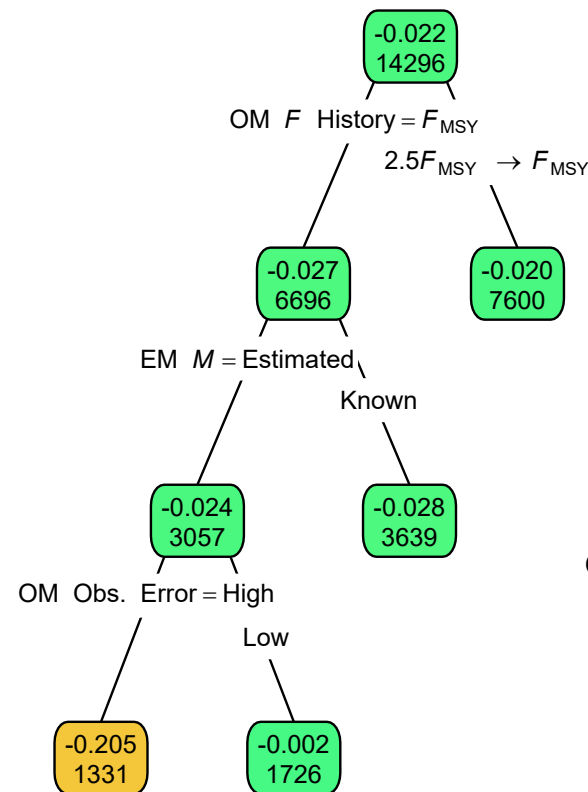 -0.022
14296
OM F History = F_MSY
2.5F_MSY → F_MSY
-0.027
6696
-0.020
7600
EM M = Estimated
Known
-0.024
3057
-0.028
3639
OM Obs. Error = High
Low
-0.205
1331
-0.002
1726